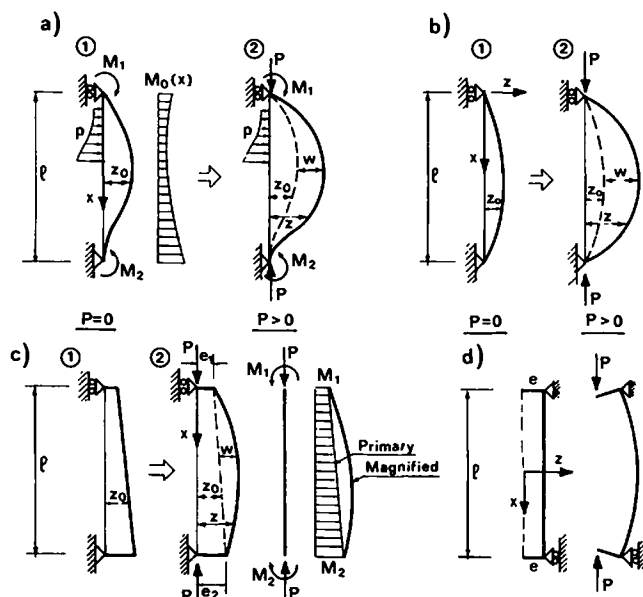 a)
b)
① ② ① ②
M₁ M₀(x) P M₁ z P
p z₀ x ℓ p w z₀ z
ℓ x z₀ w z₀ z
M₂ M₂ P P
P=0 P>0 P=0 P>0
c)
d)
① ② P e₁ M₁ P M₁ e P
ℓ z₀ x w z₀ z
Primary
Magnified
ℓ z x
M₂ P M₂ e P
P e₂